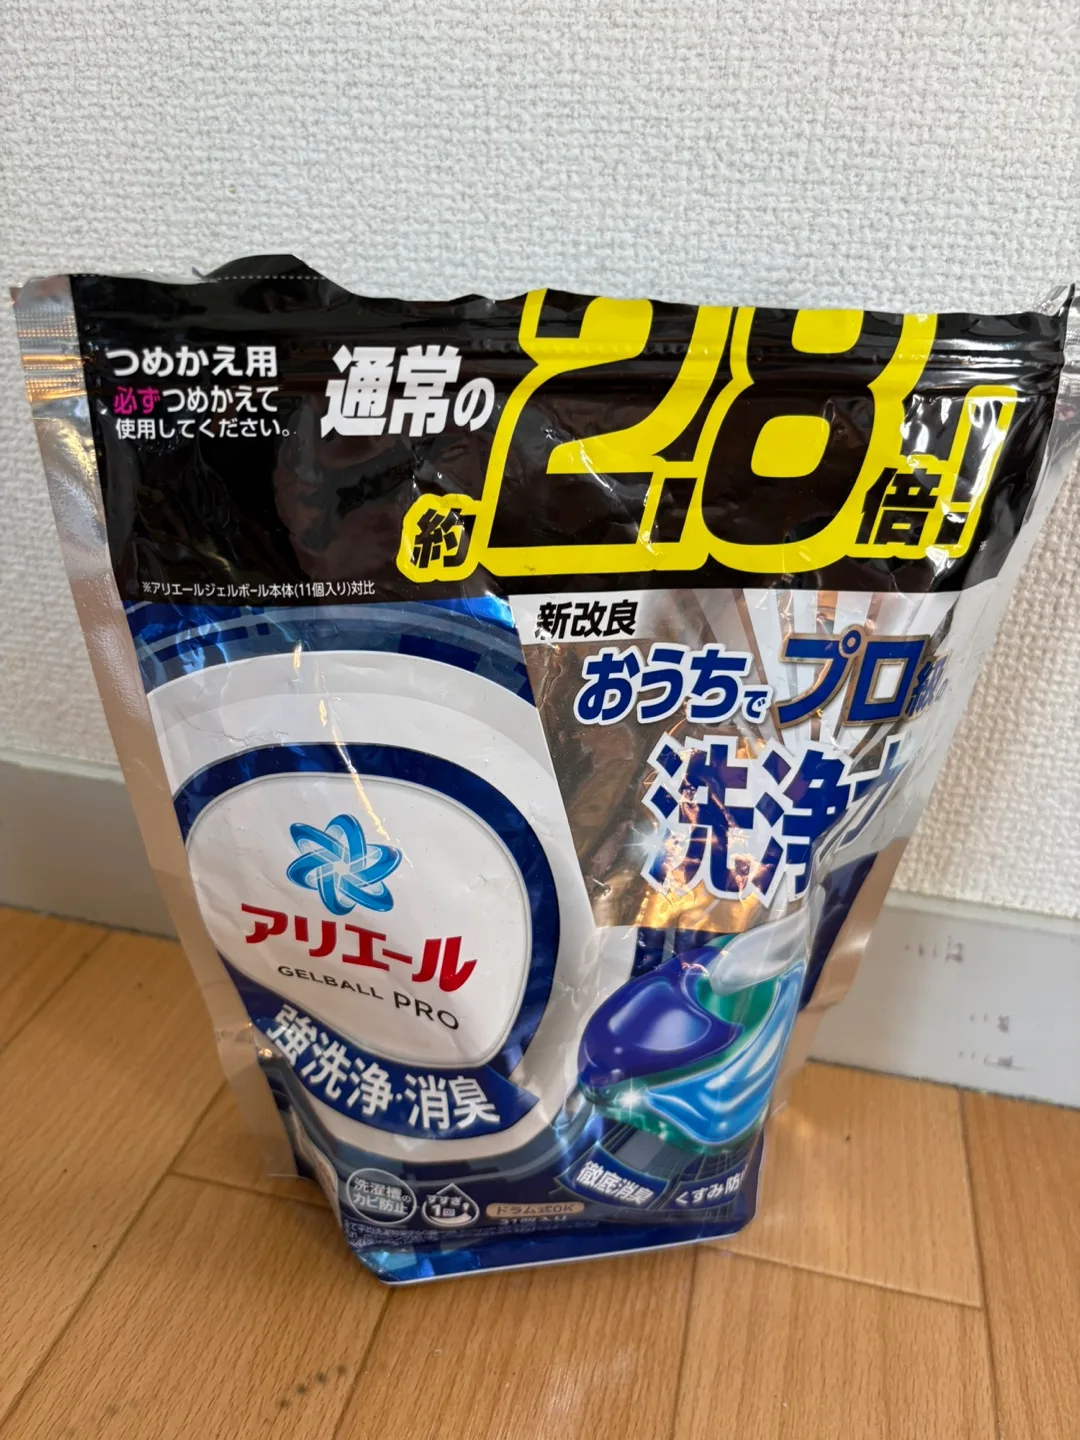 つめかえ用
必ずつめかえて
使用してください。
通常の
約2.8倍!
※アリエールジェルボール本体(11個入り)対比
新改良
おうちでプロ級の
洗浄力
アリエール
GELBALL PRO
強洗浄・消臭
徹底消臭
くすみ防
洗濯槽の
カビ防止
すすぎ
1回
ドラム式OK
31個入り